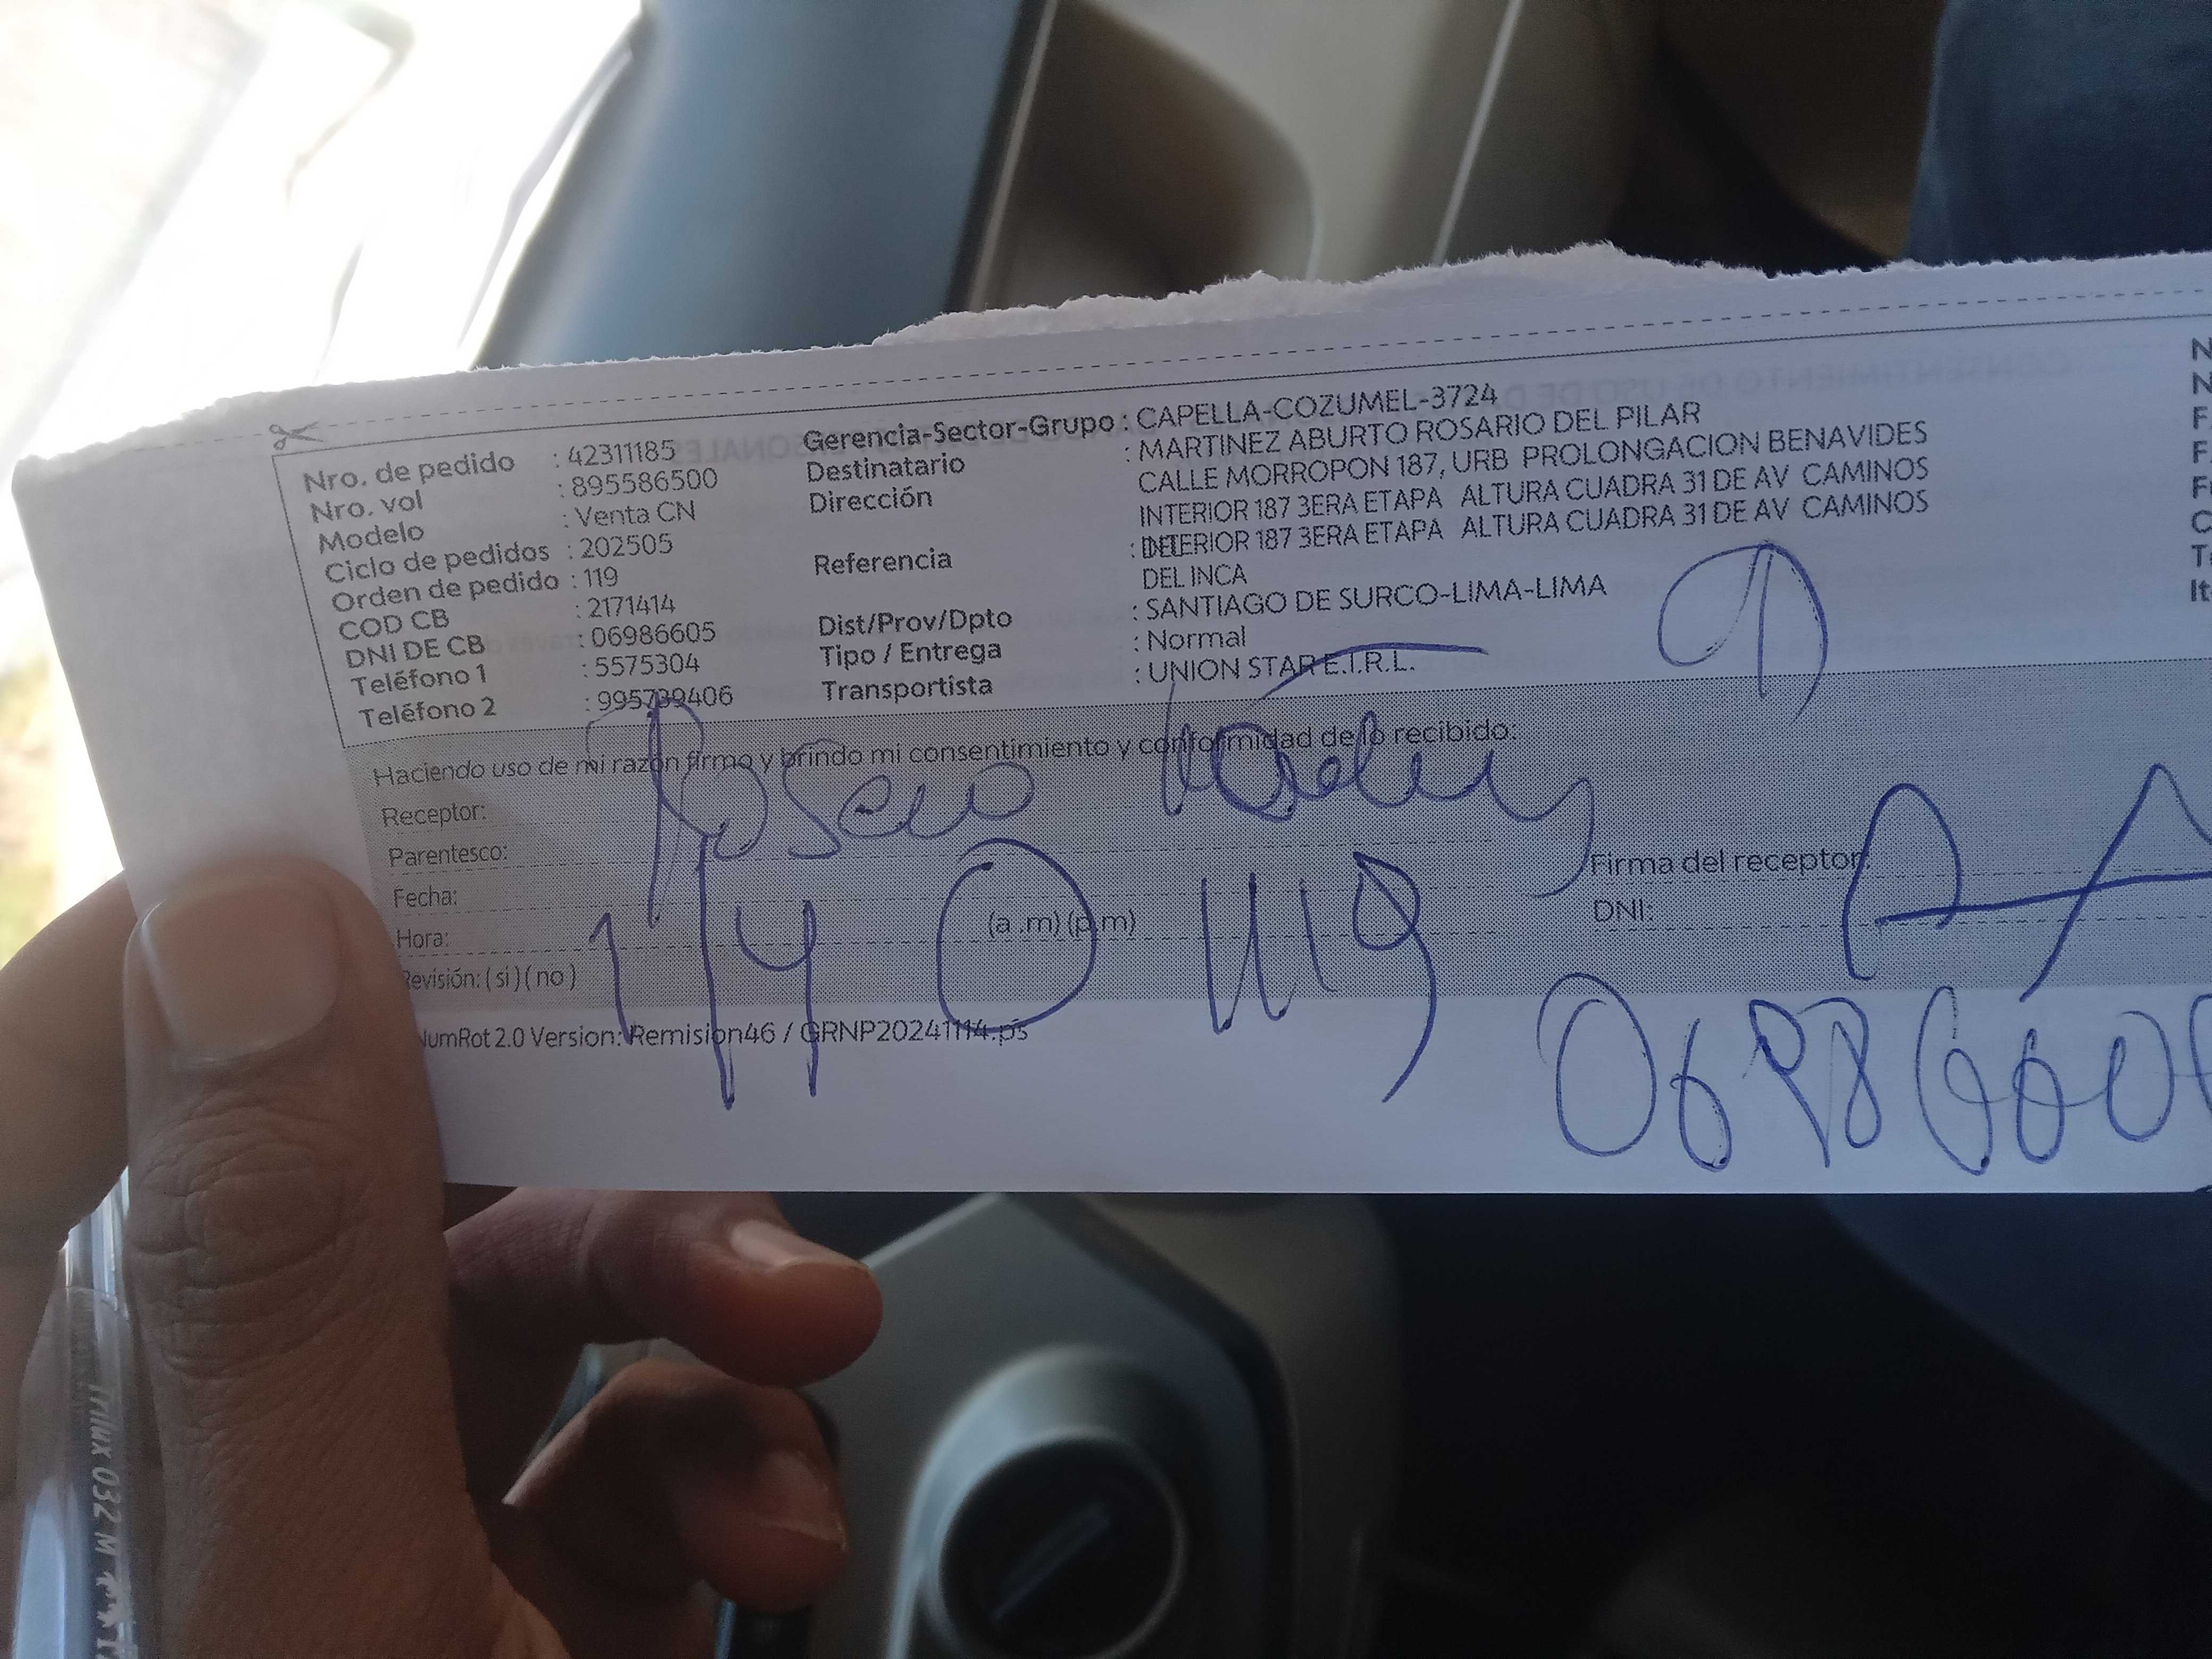 Nro. de pedido : 42311185
Nro. vol : 895586500
Modelo : Venta CN
Ciclo de pedidos : 202505
Orden de pedido : 119
COD CB : 2171414
DNI DE CB : 06986605
Teléfono 1 : 5575304
Teléfono 2 : 995739406
Gerencia-Sector-Grupo : CAPELLA-COZUMEL-3724
Destinatario : MARTINEZ ABURTO ROSARIO DEL PILAR
Dirección CALLE MORROPON 187, URB PROLONGACION BENAVIDES
INTERIOR 187 3ERA ETAPA ALTURA CUADRA 31 DE AV CAMINOS
Referencia : INTERIOR 187 3ERA ETAPA ALTURA CUADRA 31 DE AV CAMINOS
DEL INCA
Dist/Prov/Dpto : SANTIAGO DE SURCO-LIMA-LIMA
Tipo / Entrega : Normal
Transportista : UNION STAR E.I.R.L.
Haciendo uso de mi razón firmo y brindo mi consentimiento y conformidad de lo recibido:
Receptor:
Parentesco:
Fecha:
Hora: (a .m) (p.m)
Revisión: ( si ) ( no )
Firma del receptor:
DNI:
NumRot 2.0 Version: Remision46 / GRNP20241114.ps